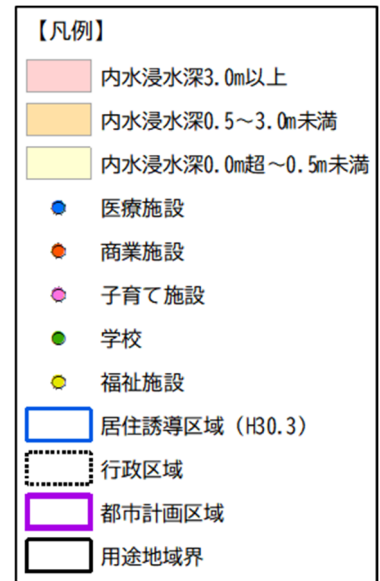 【凡例】
内水浸水深3.0m以上
内水浸水深0.5～3.0m未満
内水浸水深0.0m超～0.5m未満
医療施設
商業施設
子育て施設
学校
福祉施設
居住誘導区域（H30.3）
行政区域
都市計画区域
用途地域界